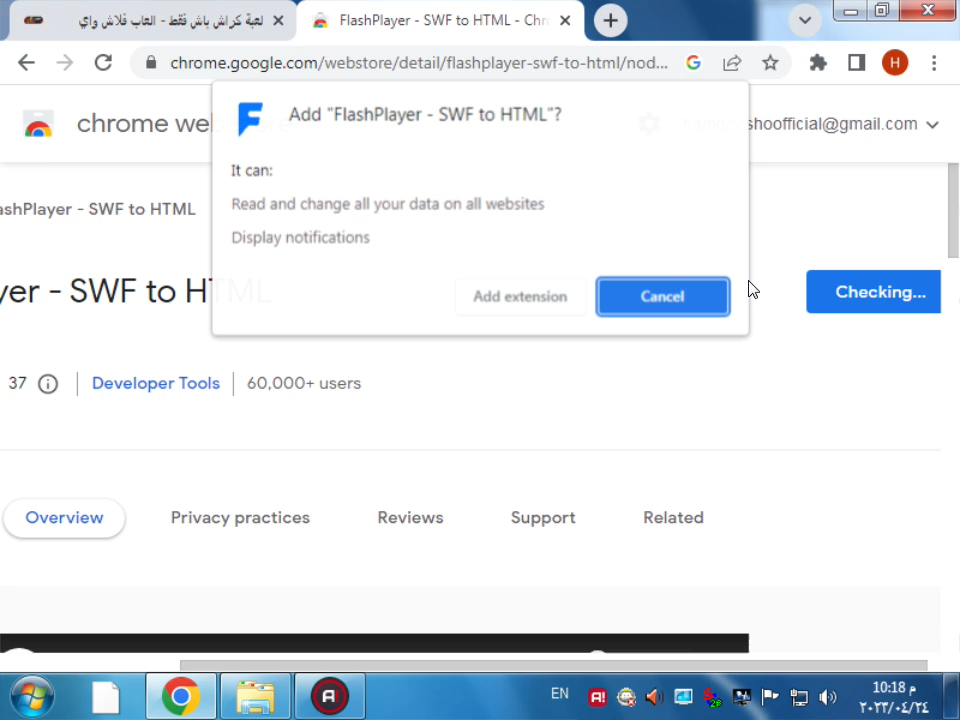 لعبة كراش باش فقط - العاب فلاش واي
FlashPlayer - SWF to HTML - Chr
chrome.google.com/webstore/detail/flashplayer-swf-to-html/nod...
H
Add "FlashPlayer - SWF to HTML"?
It can:
Read and change all your data on all websites
Display notifications
Add extension
Cancel
chrome we
shoofficial@gmail.com
ashPlayer - SWF to HTML
yer - SWF to HTML
Checking...
37
Developer Tools
60,000+ users
Overview
Privacy practices
Reviews
Support
Related
EN
10:18 م
٢٠٢٣/٠٤/٢٤